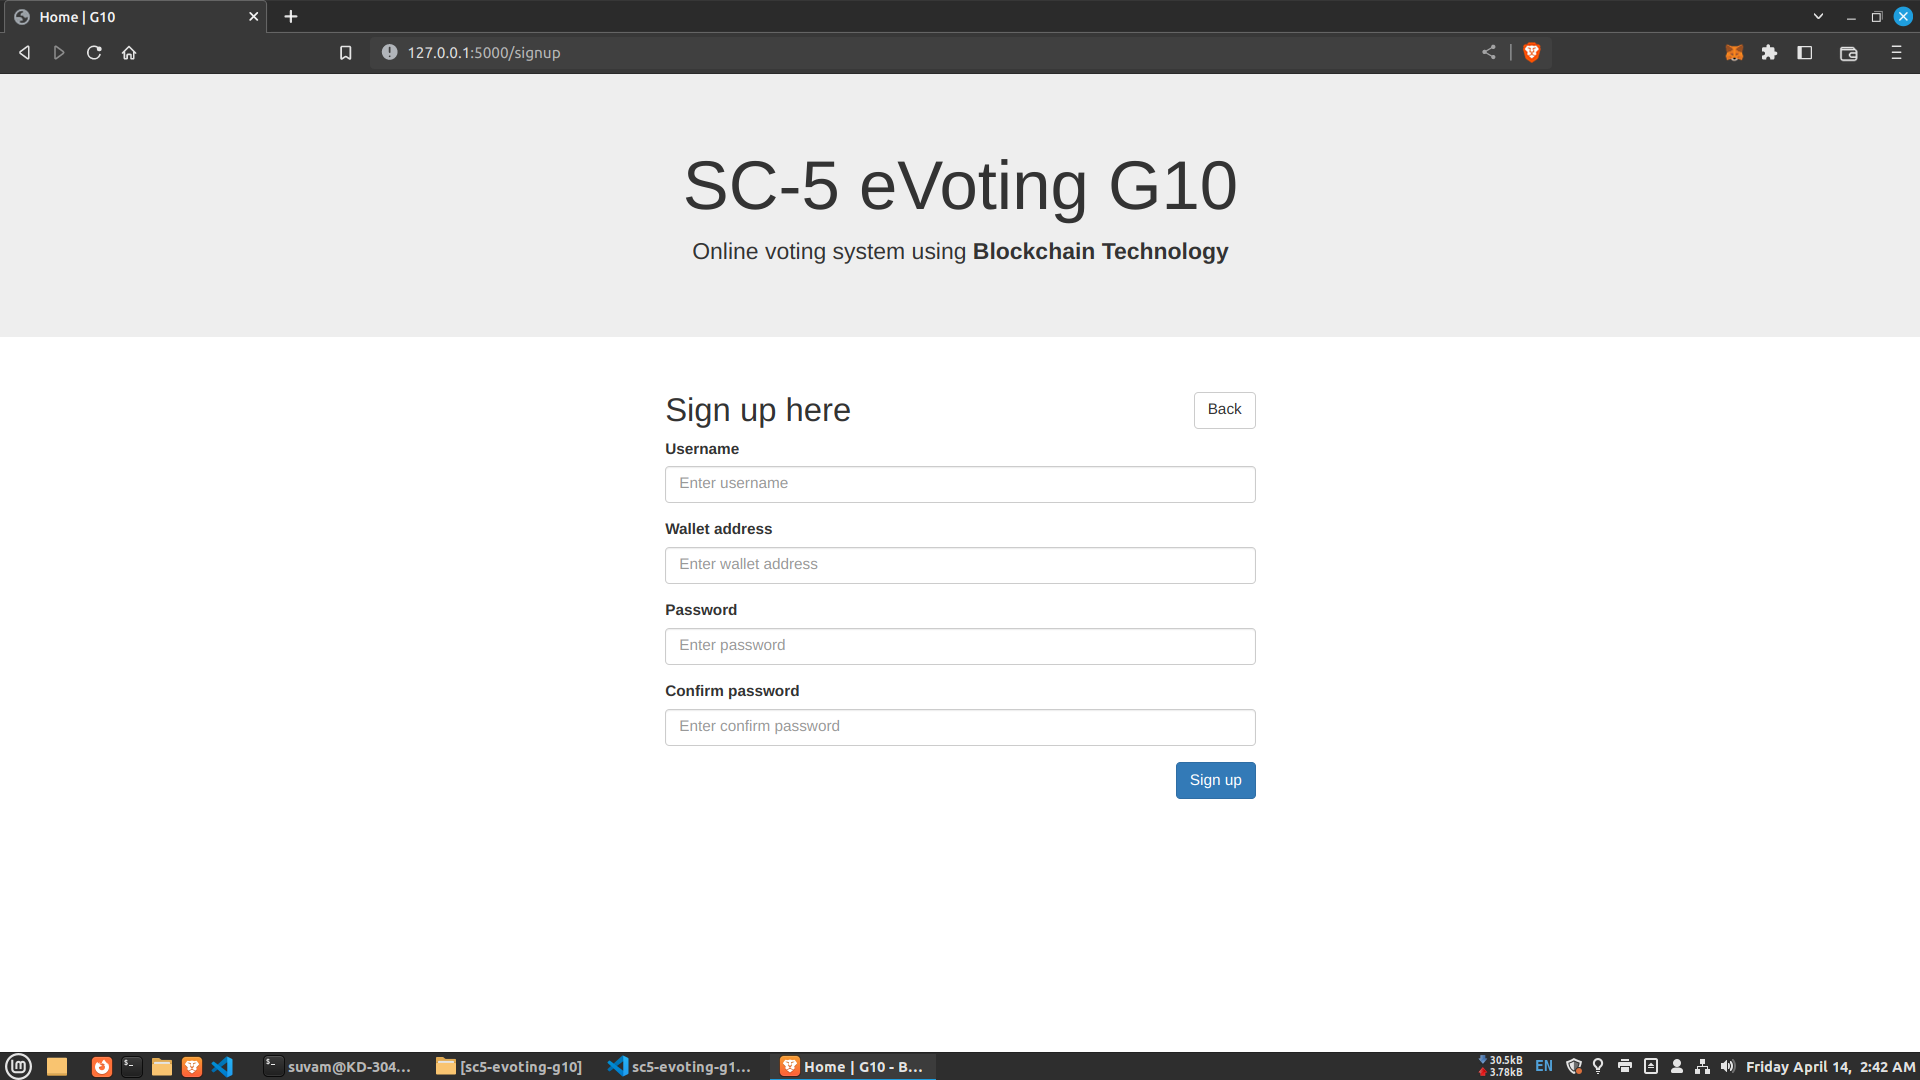 Home | G10
127.0.0.1:5000/signup
SC-5 eVoting G10
Online voting system using Blockchain Technology
Sign up here
Back
Username
Enter username
Wallet address
Enter wallet address
Password
Enter password
Confirm password
Enter confirm password
Sign up
suvam@KD-304...
[sc5-evoting-g10]
sc5-evoting-g1...
Home | G10 - B...
30.5kB
3.78kB
EN
Friday April 14, 2:42 AM